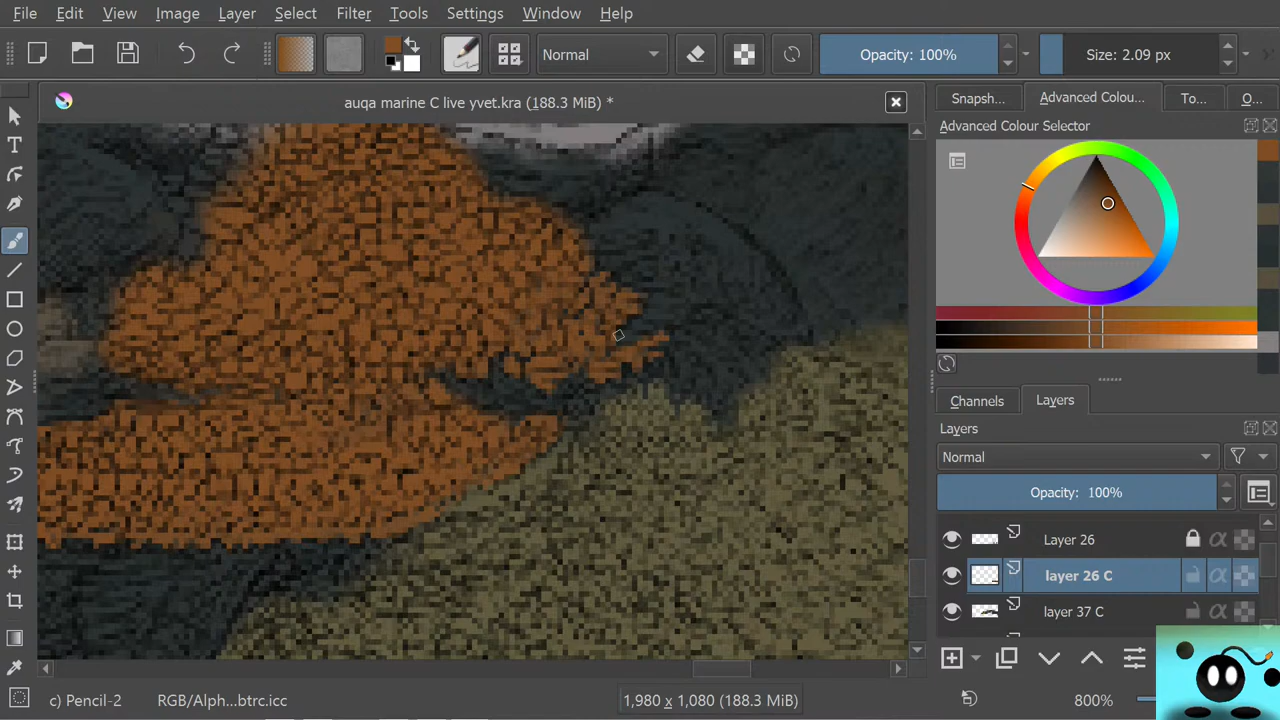 File Edit View Image Layer Select Filter Tools Settings Window Help
Normal Opacity: 100% Size: 2.09 px
auqa marine C live yvet.kra (188.3 MiB) *
Snapsh... Advanced Colou... To... O...
Advanced Colour Selector
Channels Layers
Layers
Normal
Opacity: 100%
Layer 26
layer 26 C
layer 37 C
c) Pencil-2 RGB/Alph...btrc.icc 1,980 x 1,080 (188.3 MiB) 800%